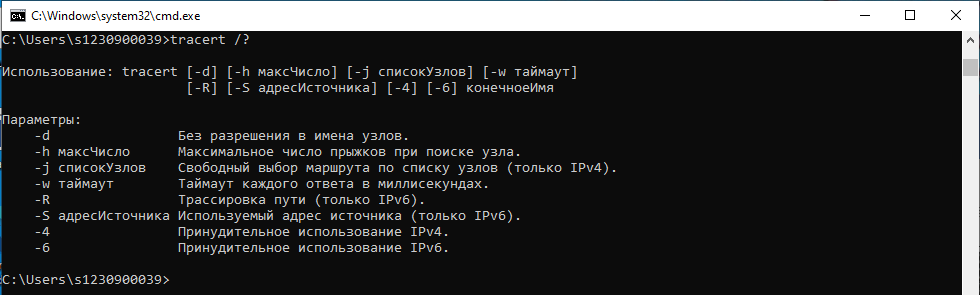 C:\Windows\system32\cmd.exe
C:\Users\s1230900039>tracert /?
Использование: tracert [-d] [-h максЧисло] [-j списокУзлов] [-w таймаут]
[-R] [-S адресИсточника] [-4] [-6] конечноеИмя
Параметры:
-d Без разрешения в имена узлов.
-h максЧисло Максимальное число прыжков при поиске узла.
-j списокУзлов Свободный выбор маршрута по списку узлов (только IPv4).
-w таймаут Таймаут каждого ответа в миллисекундах.
-R Трассировка пути (только IPv6).
-S адресИсточника Используемый адрес источника (только IPv6).
-4 Принудительное использование IPv4.
-6 Принудительное использование IPv6.
C:\Users\s1230900039>